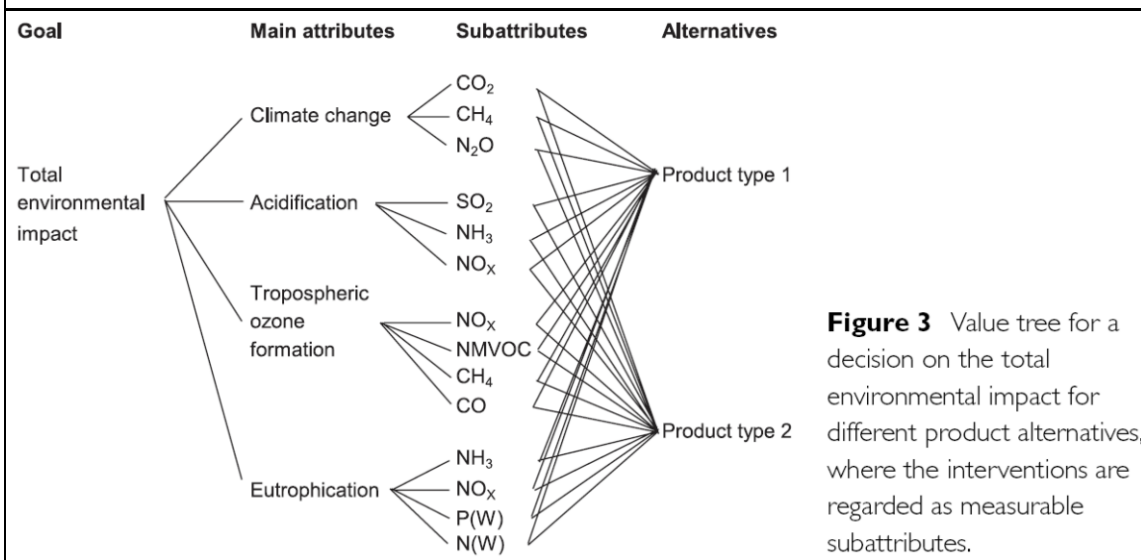 Goal Main attributes Subattributes Alternatives
CO₂
Climate change CH₄
N₂O
Total
environmental
impact
Product type 1
Acidification SO₂
NH₃
NOₓ
Tropospheric
ozone
formation
NOₓ
NMVOC
CH₄
CO
Product type 2
Eutrophication
NH₃
NOₓ
P(W)
N(W)
Figure 3 Value tree for a
decision on the total
environmental impact for
different product alternatives,
where the interventions are
regarded as measurable
subattributes.